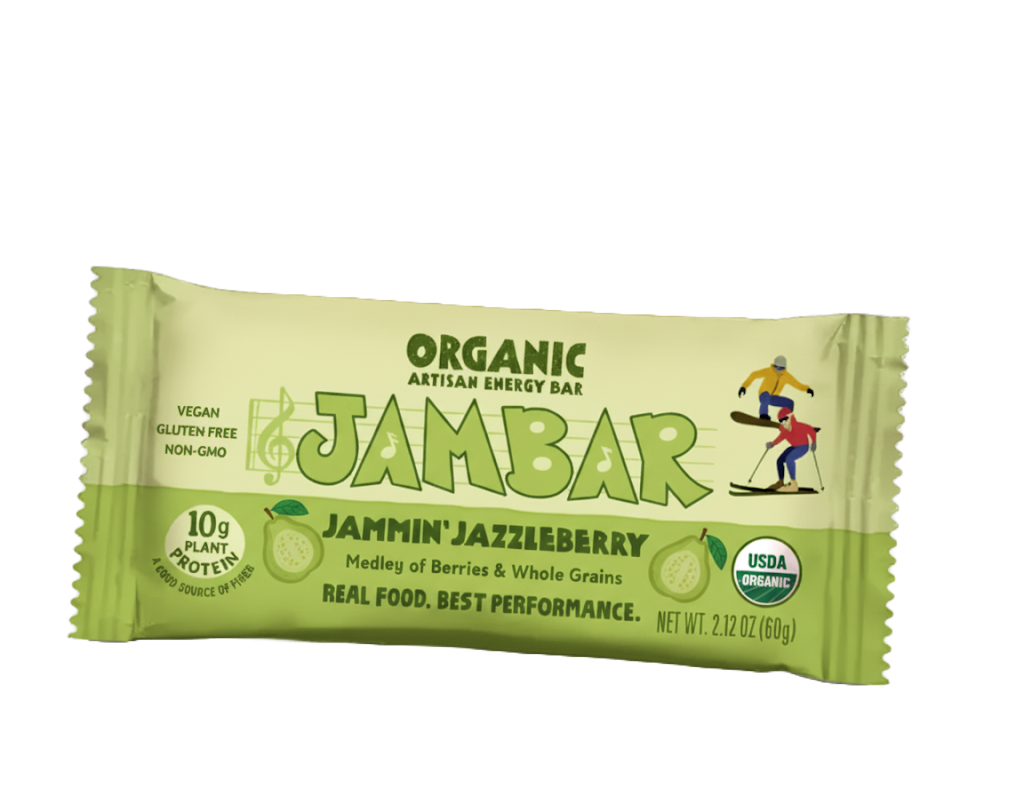 ORGANIC
ARTISAN ENERGY BAR
JAMBAR
VEGAN
GLUTEN FREE
NON-GMO
10g
PLANT
PROTEIN
A GOOD SOURCE OF FIBER
JAMMIN' JAZZLEBERRY
Medley of Berries & Whole Grains
REAL FOOD. BEST PERFORMANCE.
USDA
ORGANIC
NET WT. 2.12 OZ (60g)